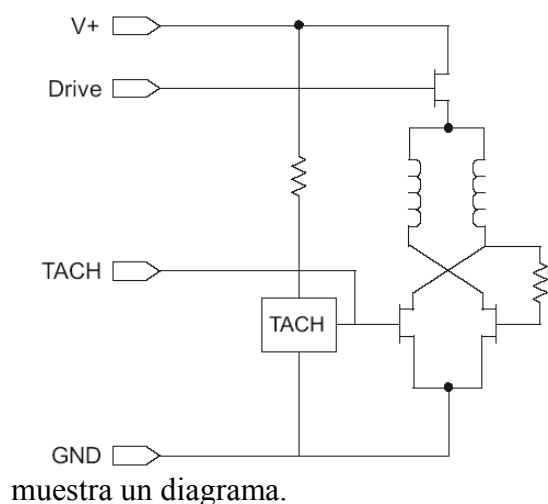 V+
Drive
TACH
TACH
GND
muestra un diagrama.